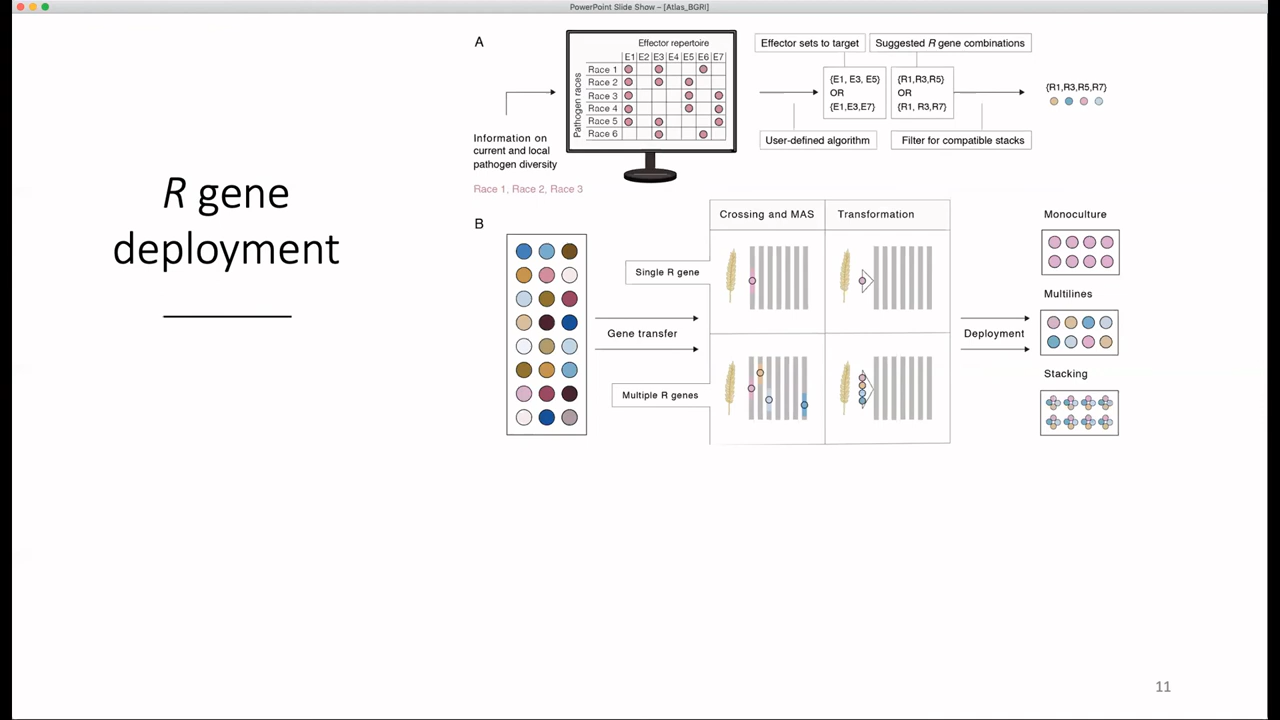 PowerPoint Slide Show – [Atlas_BGRI]
R gene
deployment
A
Effector repertoire
E1 E2 E3 E4 E5 E6 E7
Pathogen races
Race 1
Race 2
Race 3
Race 4
Race 5
Race 6
Information on
current and local
pathogen diversity
Race 1, Race 2, Race 3
Effector sets to target
Suggested R gene combinations
{E1, E3, E5}
OR
{E1,E3,E7}
{R1,R3,R5}
OR
{R1, R3,R7}
{R1,R3,R5,R7}
User-defined algorithm
Filter for compatible stacks
B
Crossing and MAS
Transformation
Single R gene
Gene transfer
Multiple R genes
Deployment
Monoculture
Multilines
Stacking
11